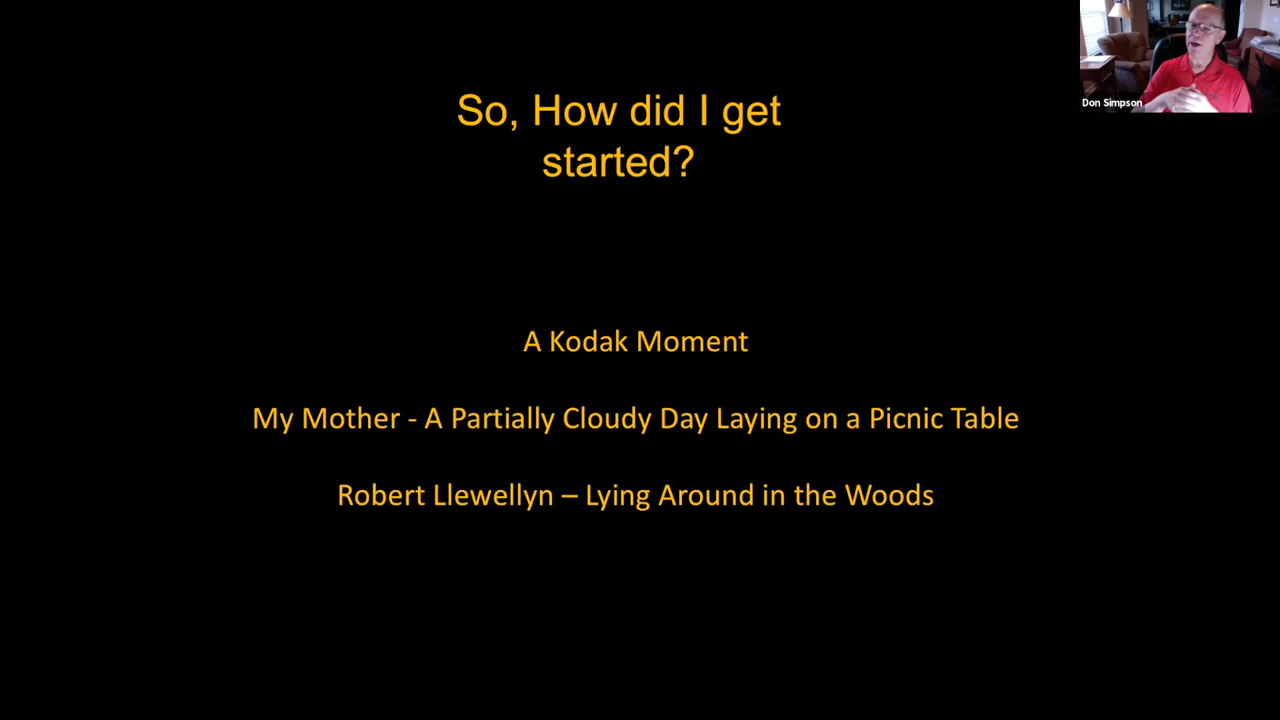 So, How did I get
started?
Don Simpson
A Kodak Moment
My Mother - A Partially Cloudy Day Laying on a Picnic Table
Robert Llewellyn – Lying Around in the Woods